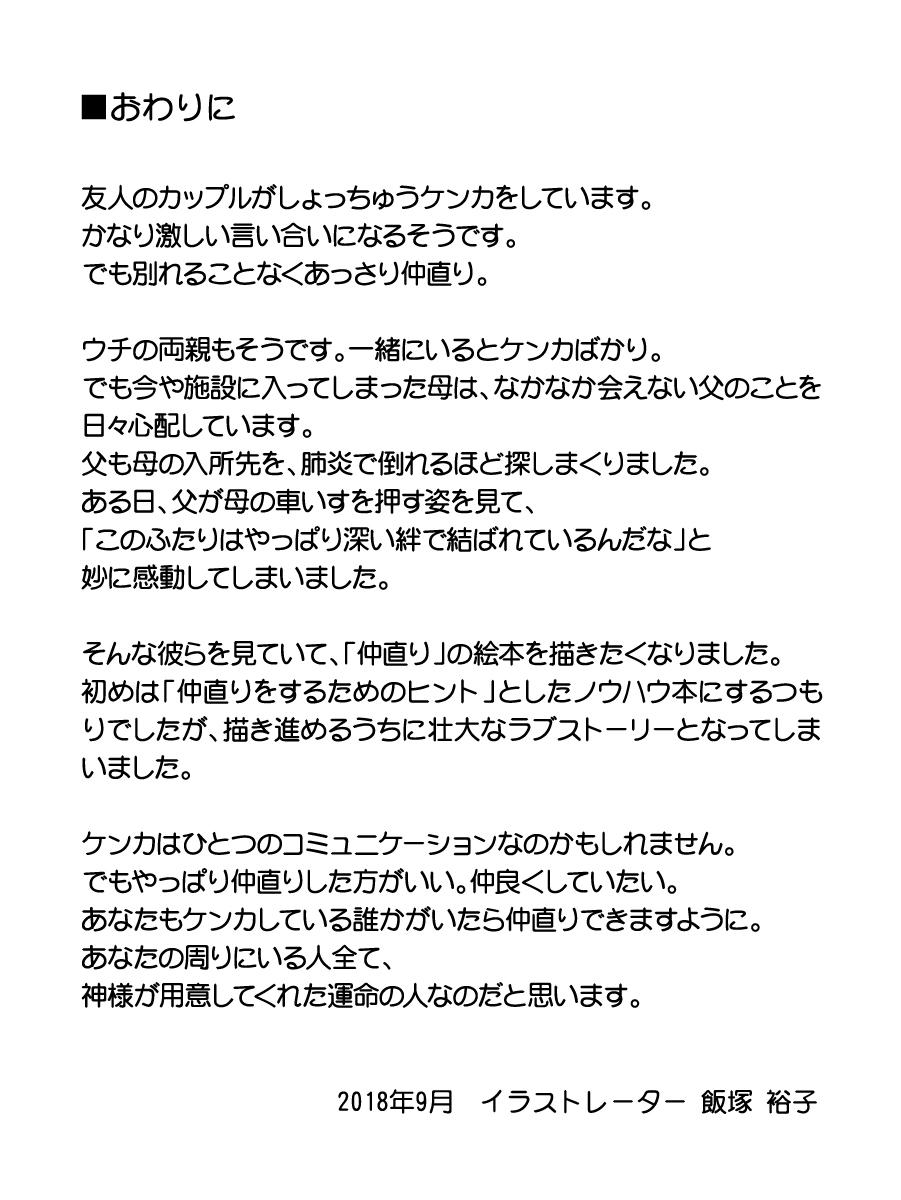 ■おわりに
友人のカップルがしょっちゅうケンカをしています。
かなり激しい言い合いになるそうです。
でも別れることなくあっさり仲直り。
ウチの両親もそうです。一緒にいるとケンカばかり。
でも今や施設に入ってしまった母は、なかなか会えない父のことを
日々心配しています。
父も母の入所先を、肺炎で倒れるほど探しまくりました。
ある日、父が母の車いすを押す姿を見て、
「このふたりはやっぱり深い絆で結ばれているんだな」と
妙に感動してしまいました。
そんな彼らを見ていて、「仲直り」の絵本を描きたくなりました。
初めは「仲直りをするためのヒント」としたノウハウ本にするつも
りでしたが、描き進めるうちに壮大なラブストーリーとなってしま
いました。
ケンカはひとつのコミュニケーションなのかもしれません。
でもやっぱり仲直りした方がいい。仲良くしていたい。
あなたもケンカしている誰かがいたら仲直りできますように。
あなたの周りにいる人全て、
神様が用意してくれた運命の人なのだと思います。
2018年9月　イラストレーター 飯塚 裕子